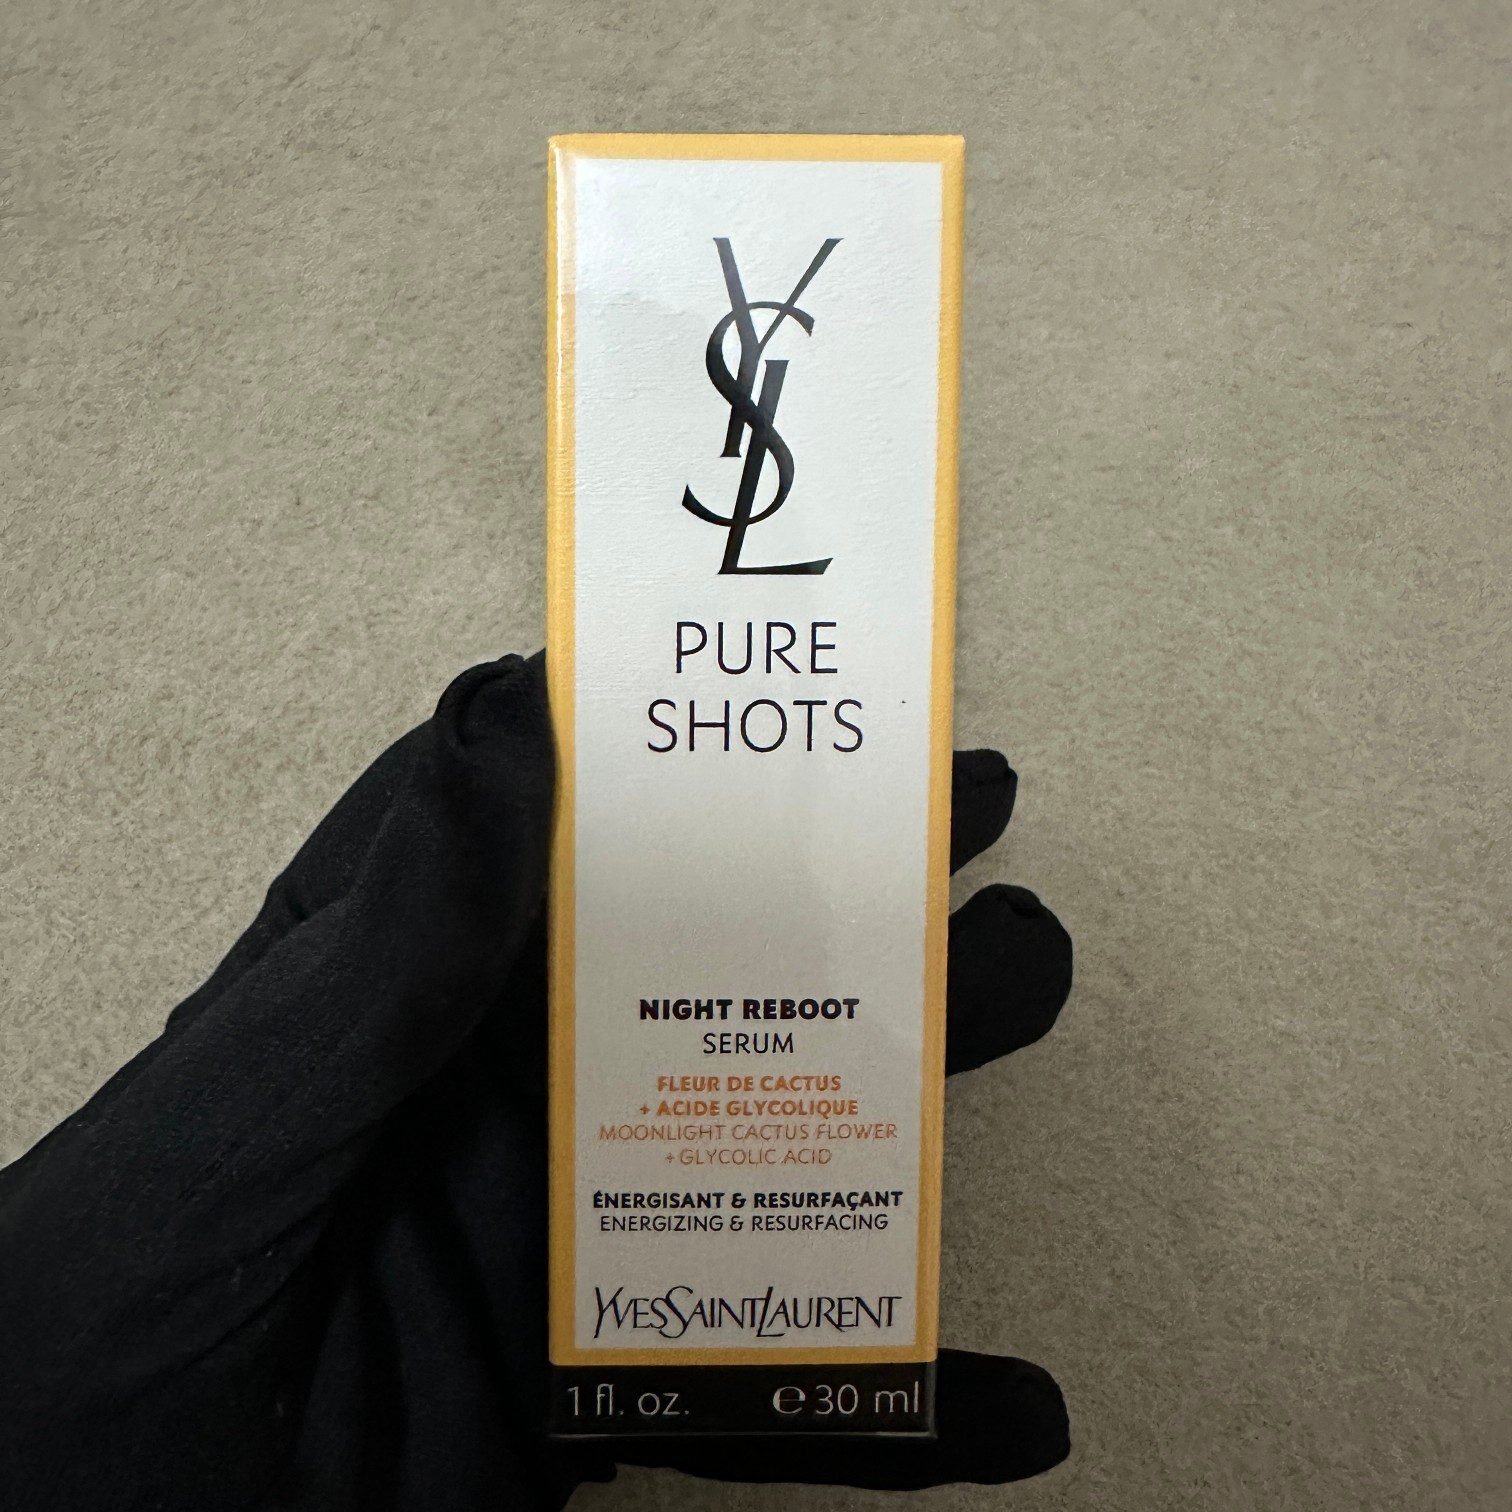 YSL
PURE
SHOTS
NIGHT REBOOT
SERUM
FLEUR DE CACTUS
+ ACIDE GLYCOLIQUE
MOONLIGHT CACTUS FLOWER
+ GLYCOLIC ACID
ÉNERGISANT & RESURFAÇANT
ENERGIZING & RESURFACING
YVESSAINTLAURENT
1 fl. oz. ℮ 30 ml